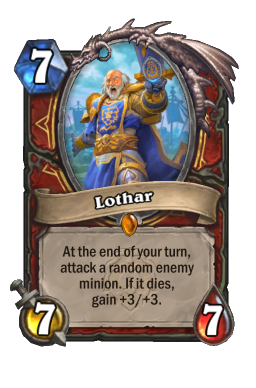 7
Lothar
At the end of your turn,
attack a random enemy
minion. If it dies,
gain +3/+3.
7
7